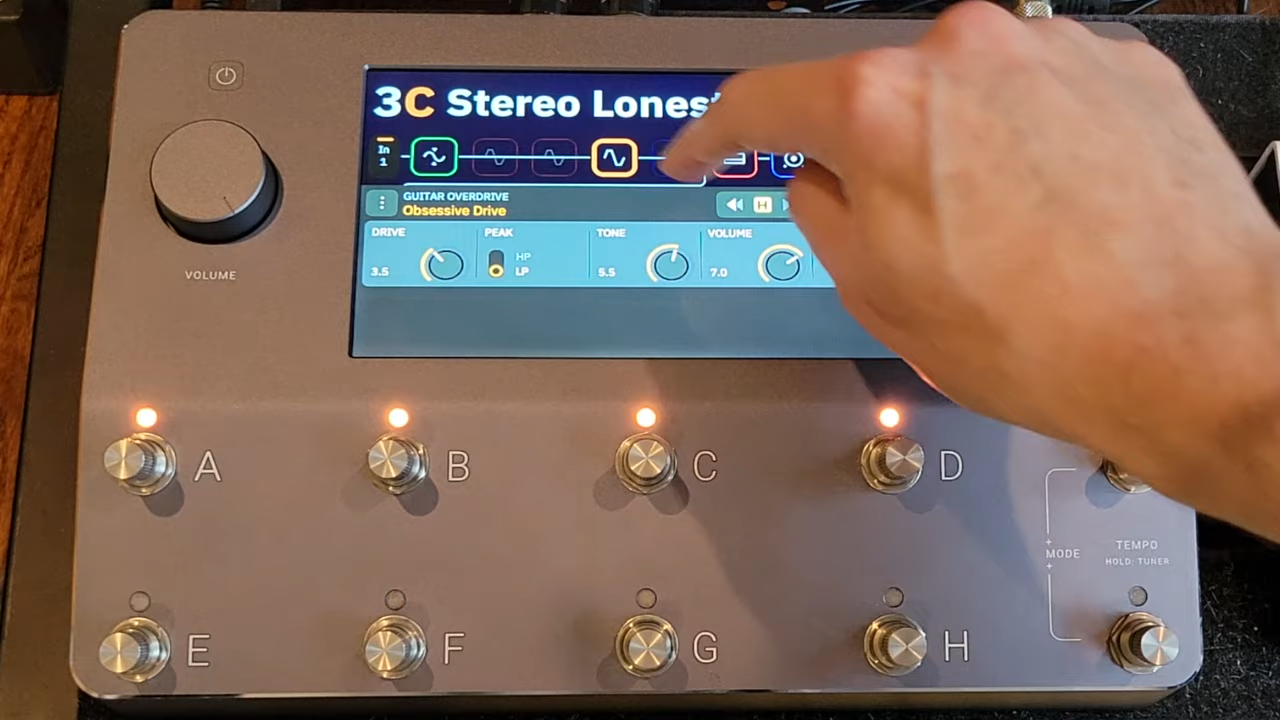 3C Stereo Lones
In
1
GUITAR OVERDRIVE
Obsessive Drive
H
DRIVE
PEAK
TONE
VOLUME
HP
LP
3.5
5.5
7.0
VOLUME
A
B
C
D
MODE
TEMPO
HOLD: TUNER
E
F
G
H